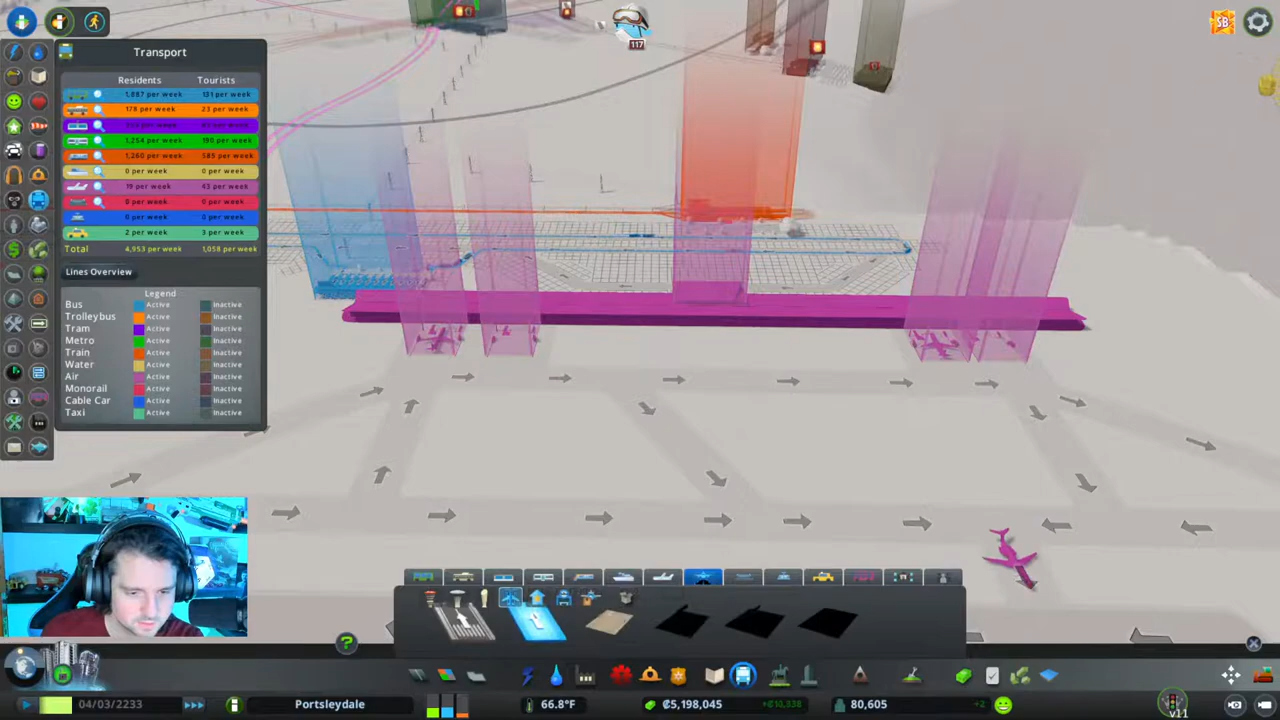 117
SB
Transport
Residents Tourists
1,887 per week 131 per week
178 per week 23 per week
1,254 per week 190 per week
1,260 per week 589 per week
0 per week 0 per week
19 per week 43 per week
0 per week 0 per week
0 per week 0 per week
2 per week 3 per week
Total 4,953 per week 1,058 per week
Lines Overview
Legend
Bus Active Inactive
Trolleybus Active Inactive
Tram Active Inactive
Metro Active Inactive
Train Active Inactive
Water Active Inactive
Air Active Inactive
Monorail Active Inactive
Cable Car Active Inactive
Taxi Active Inactive
?
04/03/2233
Portsleydale
66.8°F
₡5,198,045
+₡10,338
80,605
+2
v11